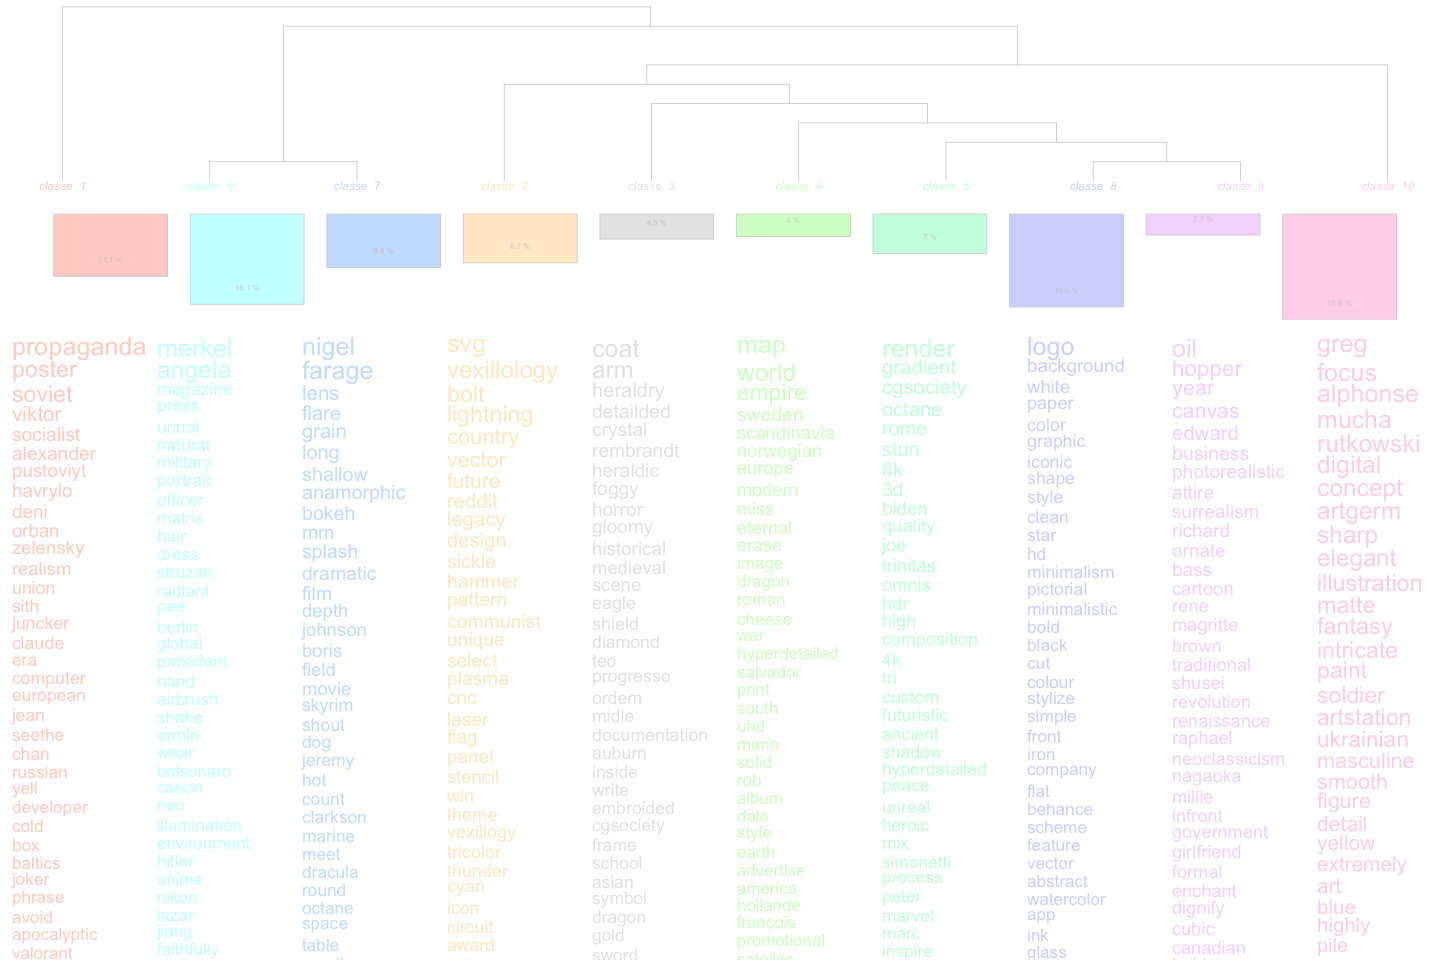 classe 1 classe 6 classe 7 classe 2 classe 3 classe 4 classe 5 classe 8 classe 9 classe 10
11.1 % 16.1 % 8.7 % 4.5 % 4 % 7 % 3.7 % 18.8 %
propaganda merkel nigel svg coat map render logo oil greg
poster angela farage vexillology arm world gradient background hopper focus
soviet magazine lens bolt heraldry empire cgsociety white year alphonse
viktor press flare lightning detailded sweden octane paper canvas mucha
socialist urinal grain country crystal scandinavia rome color edward rutkowski
alexander natural long vector rembrandt norwegian stun graphic business digital
pustoviyt military shallow future heraldic europe 8k iconic photorealistic concept
havrylo portrait anamorphic reddit foggy modern 3d shape attire artgerm
deni officer bokeh legacy horror miss biden style surrealism sharp
orban matrix mm design gloomy eternal quality clean richard elegant
zelensky hair splash sickle historical erase joe star ornate illustration
realism dress dramatic hammer medieval image trinitas hd bass matte
union struzan film pattern scene dragon omnis minimalism cartoon fantasy
sith radiant depth communist eagle roman hdr pictorial rene intricate
juncker pee johnson unique shield cheese high minimalistic magritte paint
claude berlin boris select diamond war composition bold brown soldier
era global field plasma teo hyperdetailed 4k black traditional artstation
computer president movie cnc progresso salvador tri cut shusei ukrainian
european hand skyrim laser ordem print custom colour revolution masculine
jean airbrush shout flag midle south futuristic stylize renaissance smooth
seethe shake dog panel documentation uhd ancient simple raphael figure
chan armin jeremy stencil auburn mario shadow front neoclassicism detail
russian wear hot win inside solid hyperdetailed iron nagaoka yellow
yell bolsonaro count theme write rob peace company millie extremely
developer canon clarkson vexillogy embroided album unreal flat infront art
cold neo marine tricolor cgsociety dalo heroic behance government blue
box illumination meet thunder frame style mix scheme girlfriend highly
baltics environment dracula cyan school earth simonetti feature formal pile
joker hitler round icon asian advertise process vector enchant
phrase anime octane circuit symbol america peter abstract dignify
avoid nikon space award dragon hollande marvel watercolor cubic
apocalyptic lazar table gold françois marc app canadian
valorant jiang sword promotional inspire ink
faithfully satellite glass